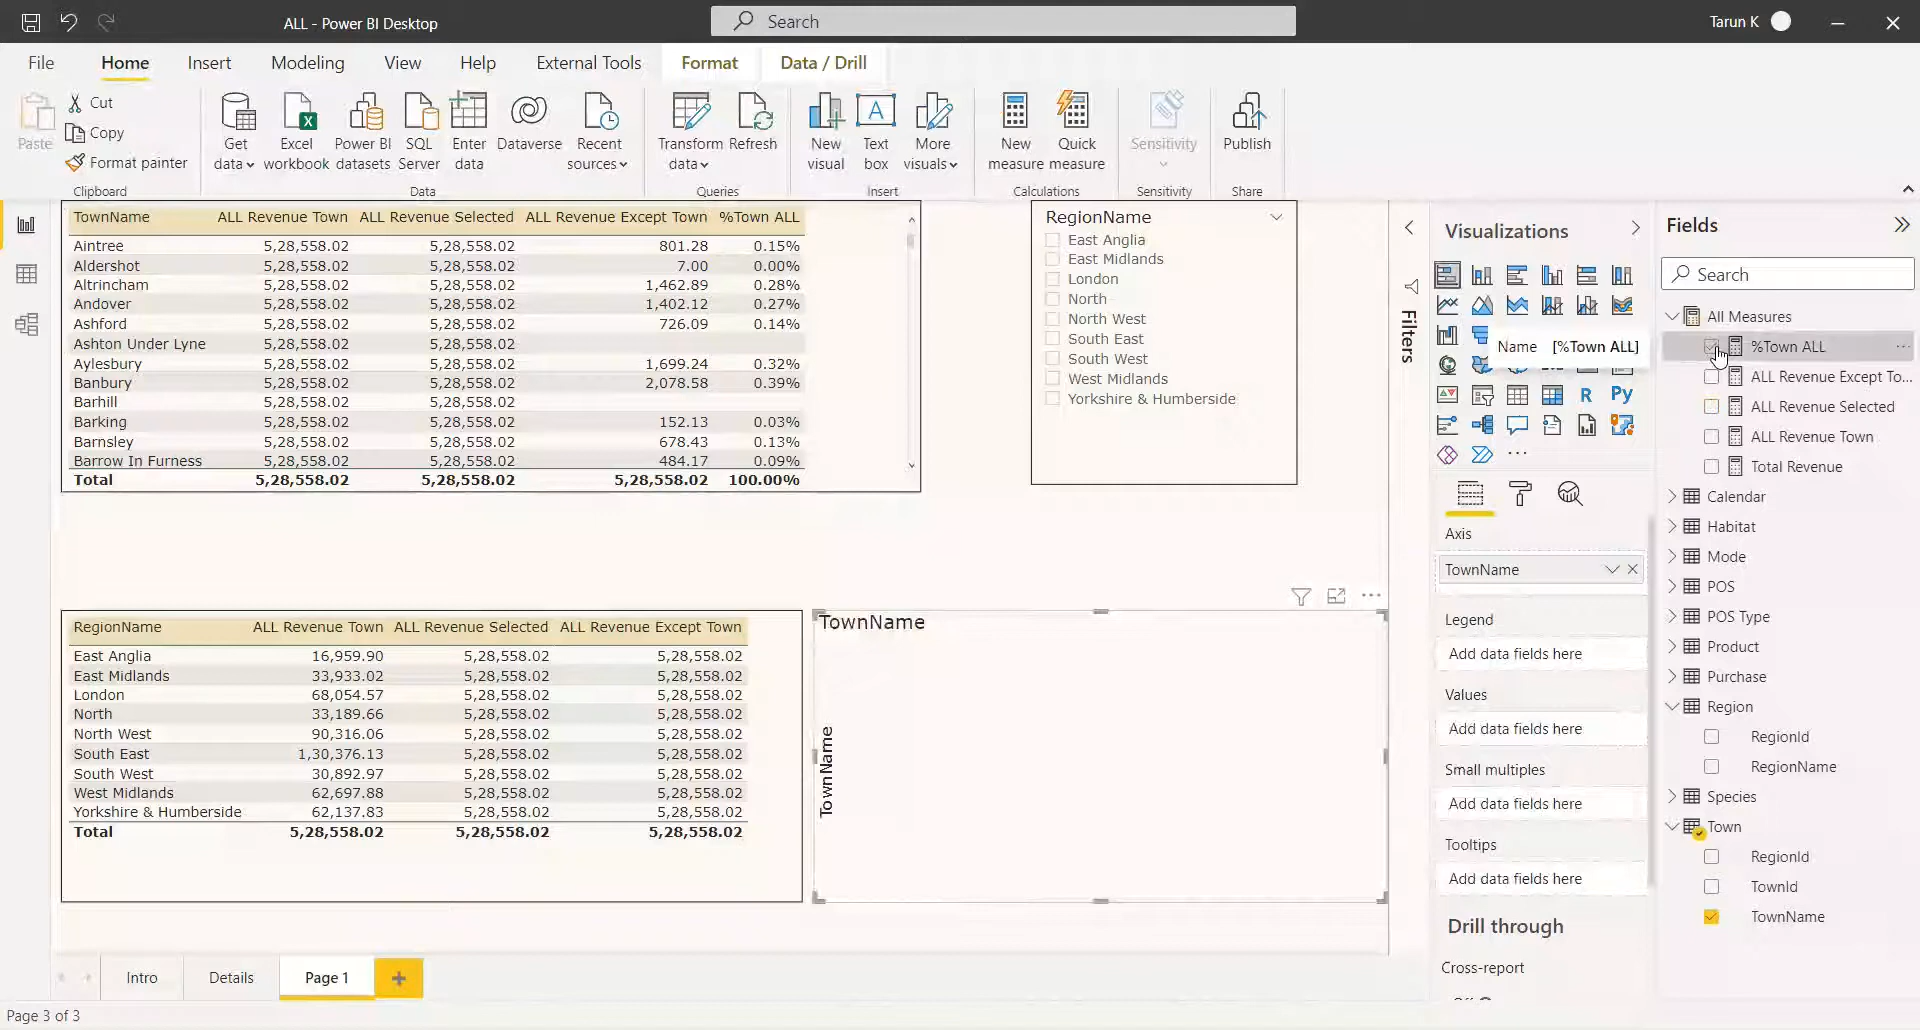 ALL - Power BI Desktop
Search
Tarun K
File Home Insert Modeling View Help External Tools Format Data / Drill
Paste
Cut
Copy
Format painter
Clipboard
Get data
Excel workbook
Power BI datasets
SQL Server
Enter data
Dataverse
Recent sources
Data
Transform data
Refresh
Queries
New visual
Text box
More visuals
Insert
New measure
Quick measure
Calculations
Sensitivity
Sensitivity
Publish
Share
TownName ALL Revenue Town ALL Revenue Selected ALL Revenue Except Town %Town ALL
Aintree 5,28,558.02 5,28,558.02 801.28 0.15%
Aldershot 5,28,558.02 5,28,558.02 7.00 0.00%
Altrincham 5,28,558.02 5,28,558.02 1,462.89 0.28%
Andover 5,28,558.02 5,28,558.02 1,402.12 0.27%
Ashford 5,28,558.02 5,28,558.02 726.09 0.14%
Ashton Under Lyne 5,28,558.02 5,28,558.02
Aylesbury 5,28,558.02 5,28,558.02 1,699.24 0.32%
Banbury 5,28,558.02 5,28,558.02 2,078.58 0.39%
Barhill 5,28,558.02 5,28,558.02
Barking 5,28,558.02 5,28,558.02 152.13 0.03%
Barnsley 5,28,558.02 5,28,558.02 678.43 0.13%
Barrow In Furness 5,28,558.02 5,28,558.02 484.17 0.09%
Total 5,28,558.02 5,28,558.02 5,28,558.02 100.00%
RegionName
East Anglia
East Midlands
London
North
North West
South East
South West
West Midlands
Yorkshire & Humberside
RegionName ALL Revenue Town ALL Revenue Selected ALL Revenue Except Town
East Anglia 16,959.90 5,28,558.02 5,28,558.02
East Midlands 33,933.02 5,28,558.02 5,28,558.02
London 68,054.57 5,28,558.02 5,28,558.02
North 33,189.66 5,28,558.02 5,28,558.02
North West 90,316.06 5,28,558.02 5,28,558.02
South East 1,30,376.13 5,28,558.02 5,28,558.02
South West 30,892.97 5,28,558.02 5,28,558.02
West Midlands 62,697.88 5,28,558.02 5,28,558.02
Yorkshire & Humberside 62,137.83 5,28,558.02 5,28,558.02
Total 5,28,558.02 5,28,558.02 5,28,558.02
TownName
TownName
Filters
Visualizations
R Py
Name [%Town ALL]
Axis
TownName
Legend
Add data fields here
Values
Add data fields here
Small multiples
Add data fields here
Tooltips
Add data fields here
Drill through
Cross-report
Fields
Search
All Measures
%Town ALL
ALL Revenue Except To...
ALL Revenue Selected
ALL Revenue Town
Total Revenue
Calendar
Habitat
Mode
POS
POS Type
Product
Purchase
Region
RegionId
RegionName
Species
Town
RegionId
TownId
TownName
Intro Details Page 1
Page 3 of 3